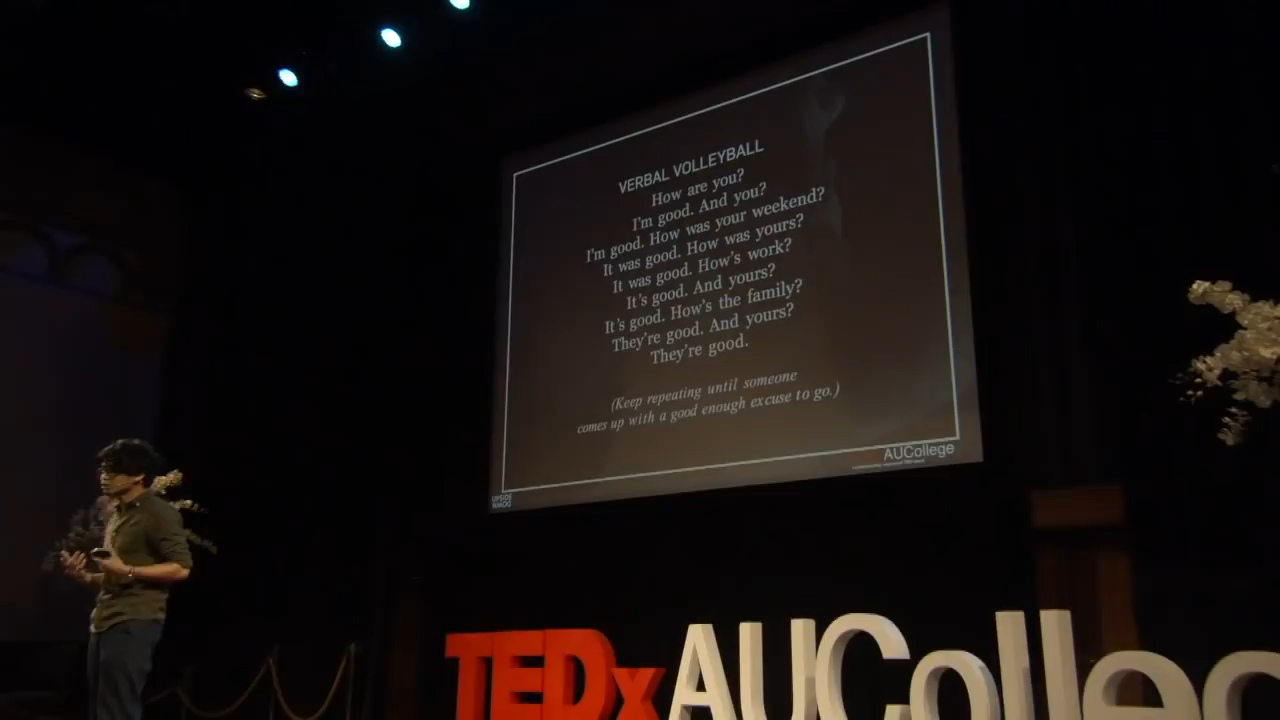 VERBAL VOLLEYBALL
How are you?
I'm good. And you?
I'm good. How was your weekend?
It was good. How was yours?
It was good. How's work?
It's good. And yours?
It's good. How's the family?
They're good. And yours?
They're good.
(Keep repeating until someone
comes up with a good enough excuse to go.)
AUCollege
TEDxAUColleg